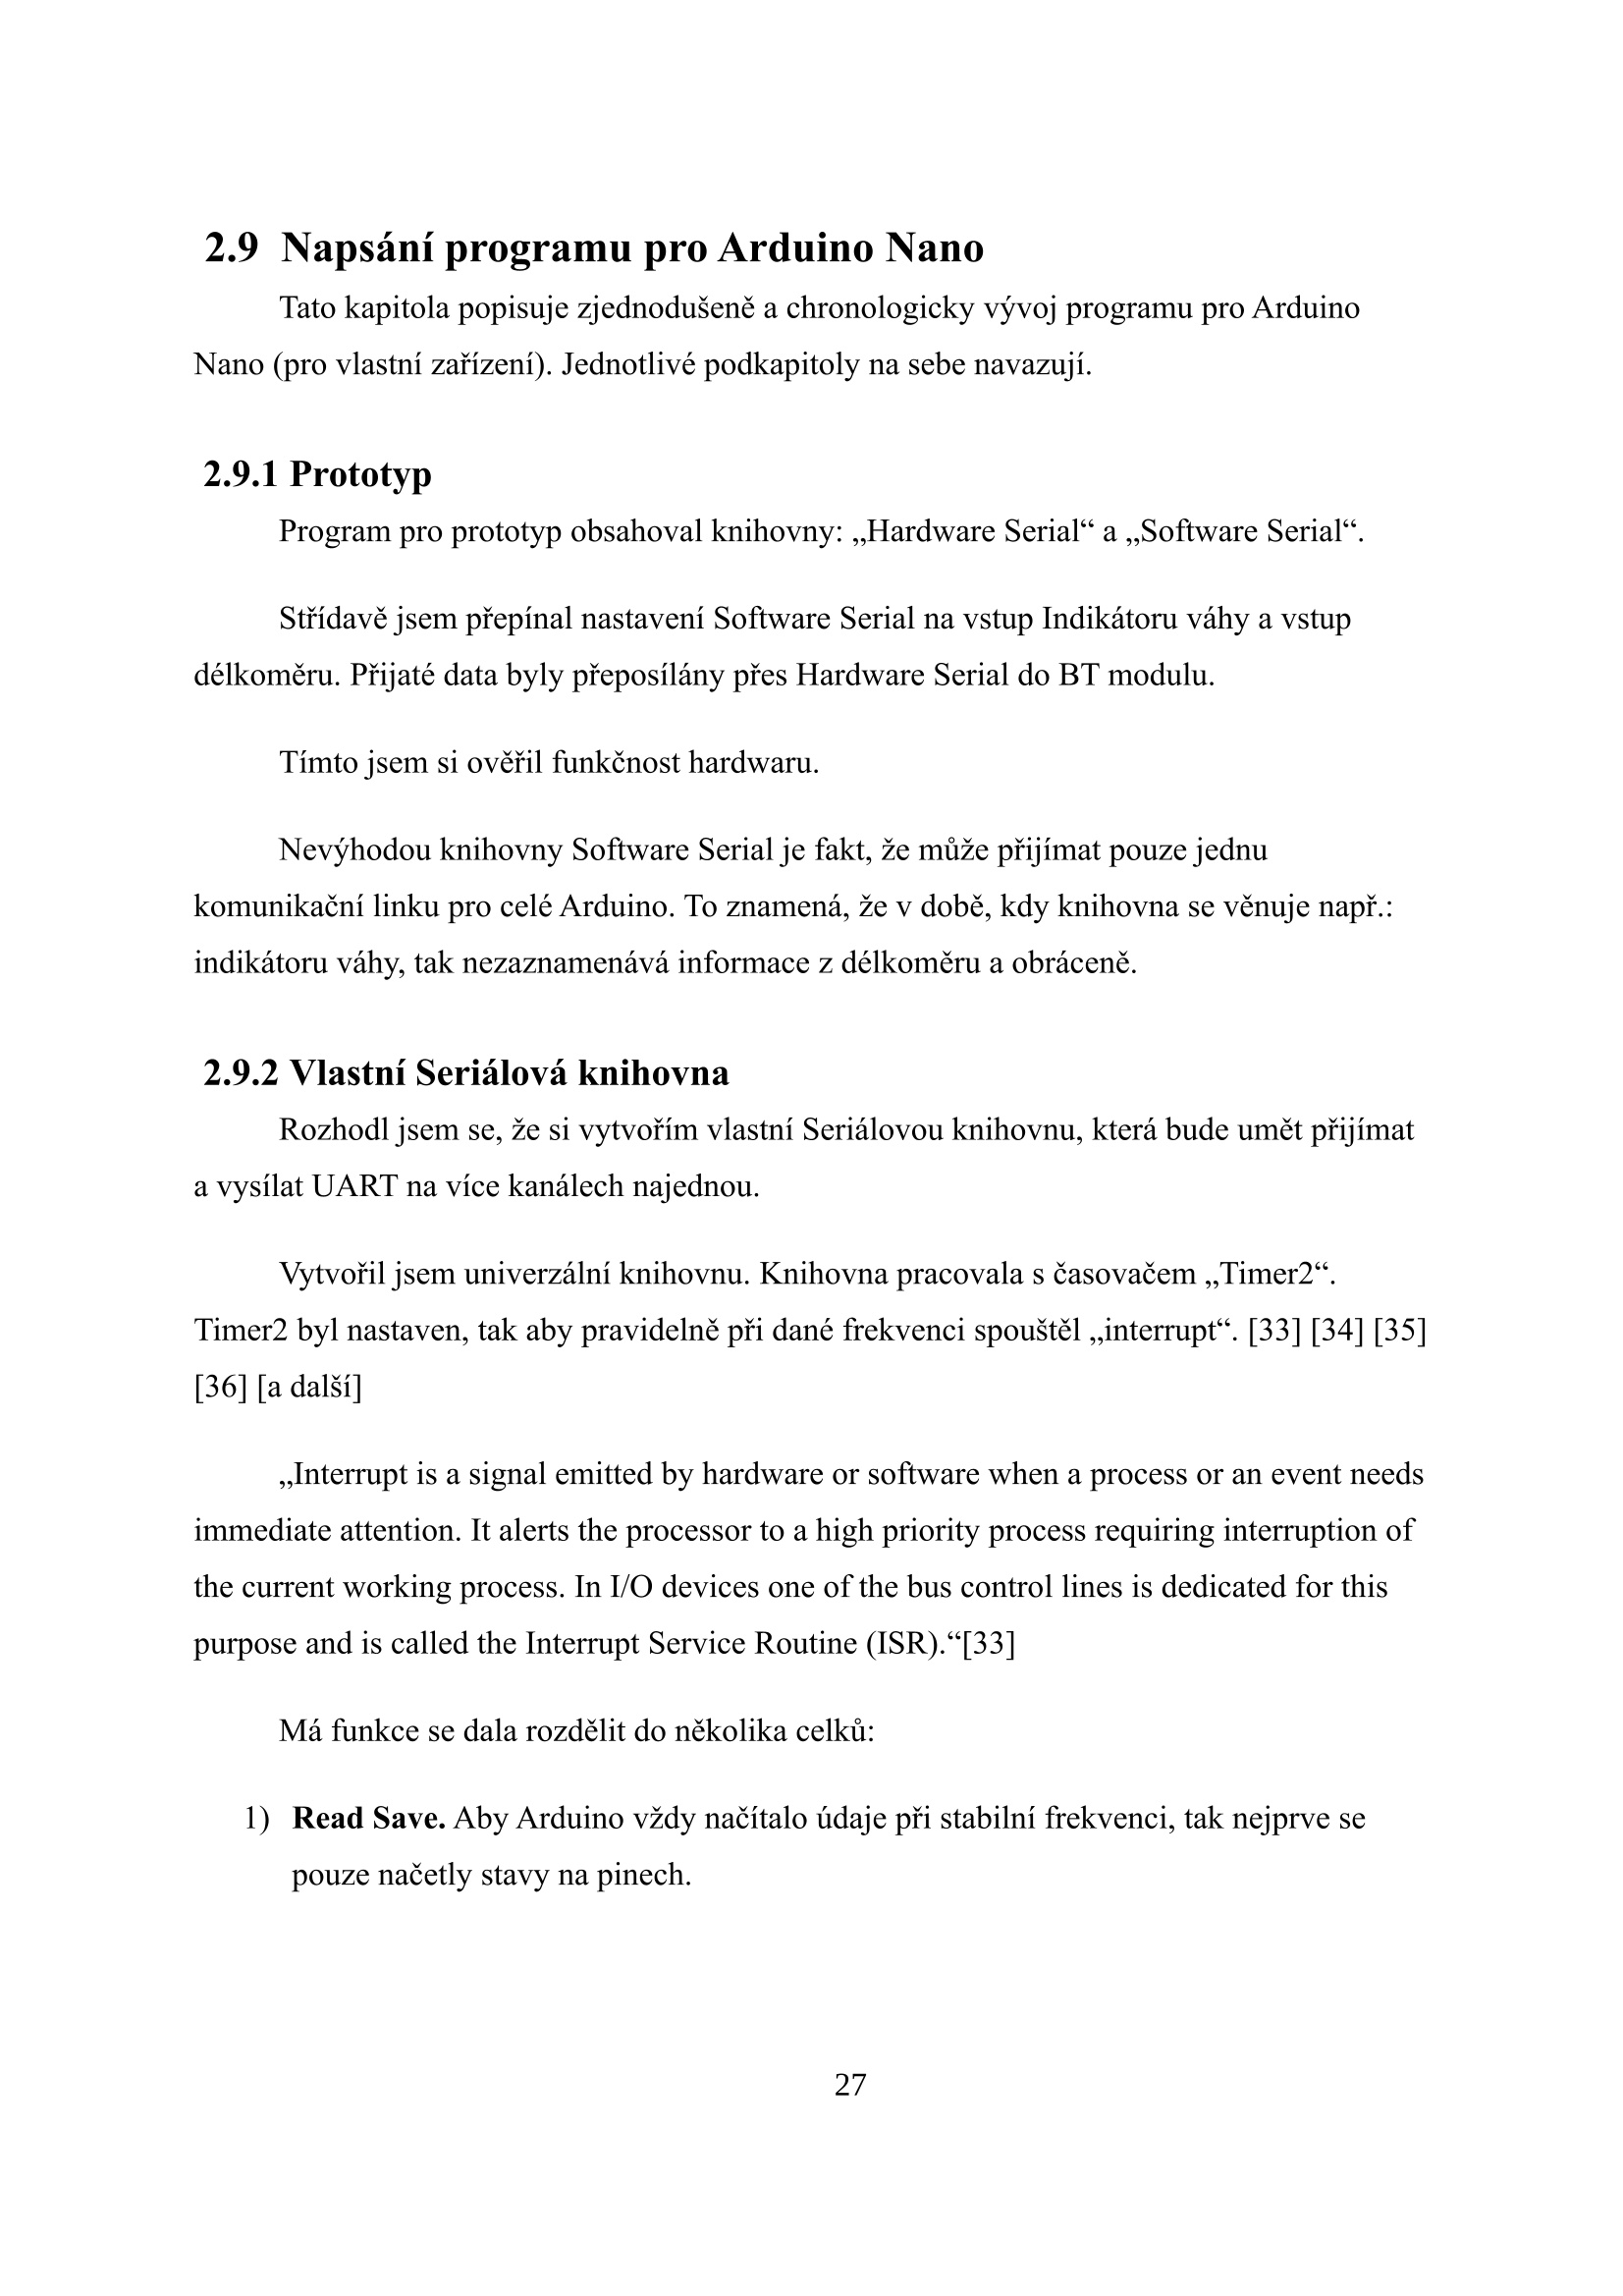 2.9 Napsání programu pro Arduino Nano
Tato kapitola popisuje zjednodušeně a chronologicky vývoj programu pro Arduino
Nano (pro vlastní zařízení). Jednotlivé podkapitoly na sebe navazují.
2.9.1 Prototyp
Program pro prototyp obsahoval knihovny: „Hardware Serial“ a „Software Serial“.
Střídavě jsem přepínal nastavení Software Serial na vstup Indikátoru váhy a vstup
délkoměru. Přijaté data byly přeposílány přes Hardware Serial do BT modulu.
Tímto jsem si ověřil funkčnost hardwaru.
Nevýhodou knihovny Software Serial je fakt, že může přijímat pouze jednu
komunikační linku pro celé Arduino. To znamená, že v době, kdy knihovna se věnuje např.:
indikátoru váhy, tak nezaznamenává informace z délkoměru a obráceně.
2.9.2 Vlastní Seriálová knihovna
Rozhodl jsem se, že si vytvořím vlastní Seriálovou knihovnu, která bude umět přijímat
a vysílat UART na více kanálech najednou.
Vytvořil jsem univerzální knihovnu. Knihovna pracovala s časovačem „Timer2“.
Timer2 byl nastaven, tak aby pravidelně při dané frekvenci spouštěl „interrupt“. [33] [34] [35]
[36] [a další]
„Interrupt is a signal emitted by hardware or software when a process or an event needs
immediate attention. It alerts the processor to a high priority process requiring interruption of
the current working process. In I/O devices one of the bus control lines is dedicated for this
purpose and is called the Interrupt Service Routine (ISR).“[33]
Má funkce se dala rozdělit do několika celků:
1) Read Save. Aby Arduino vždy načítalo údaje při stabilní frekvenci, tak nejprve se
pouze načetly stavy na pinech.
27